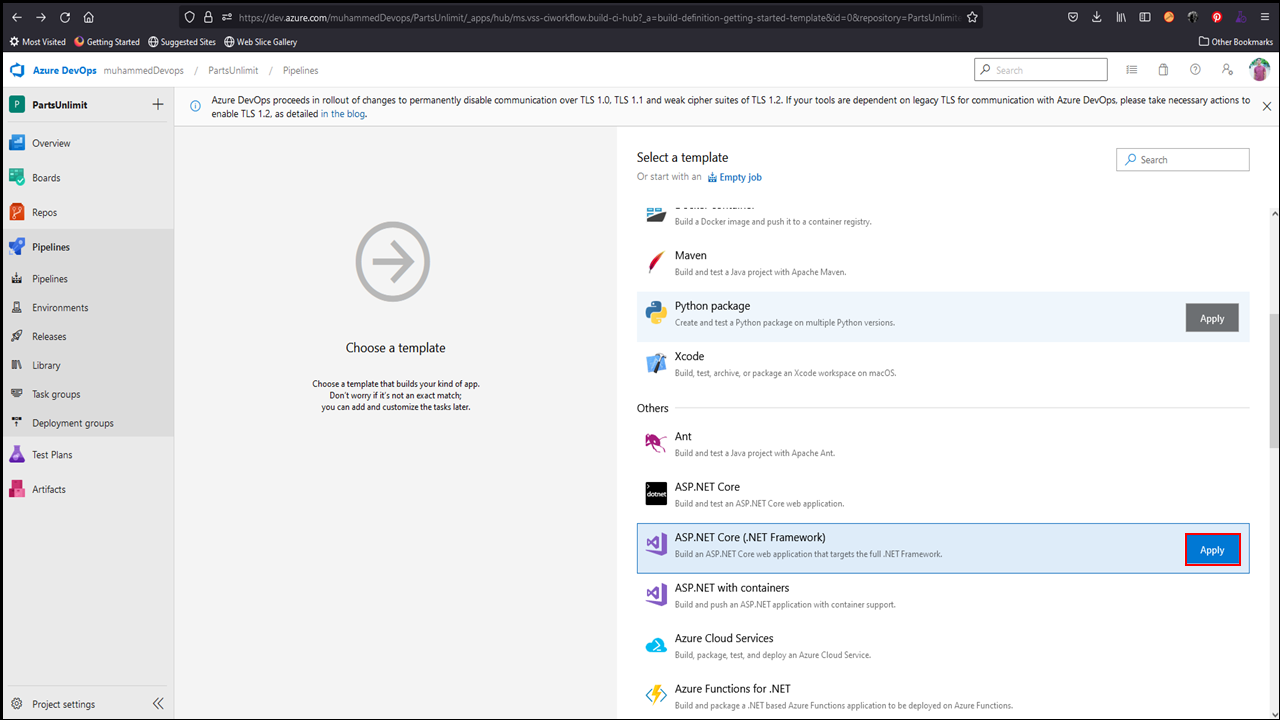 https://dev.azure.com/muhammedDevops/PartsUnlimit/_apps/hub/ms.vss-ciworkflow.build-ci-hub?_a=build-definition-getting-started-template&id=0&repository=PartsUnlimite
Most Visited Getting Started Suggested Sites Web Slice Gallery Other Bookmarks
Azure DevOps muhammedDevops / PartsUnlimit / Pipelines Search
P PartsUnlimit
Azure DevOps proceeds in rollout of changes to permanently disable communication over TLS 1.0, TLS 1.1 and weak cipher suites of TLS 1.2. If your tools are dependent on legacy TLS for communication with Azure DevOps, please take necessary actions to
enable TLS 1.2, as detailed in the blog.
Overview
Boards
Repos
Pipelines
Pipelines
Environments
Releases
Library
Task groups
Deployment groups
Test Plans
Artifacts
Project settings
Choose a template
Choose a template that builds your kind of app.
Don't worry if it's not an exact match;
you can add and customize the tasks later.
Select a template
Search
Or start with an Empty job
Docker container
Build a Docker image and push it to a container registry.
Maven
Build and test a Java project with Apache Maven.
Python package
Create and test a Python package on multiple Python versions.
Apply
Xcode
Build, test, archive, or package an Xcode workspace on macOS.
Others
Ant
Build and test a Java project with Apache Ant.
dotnet
ASP.NET Core
Build and test an ASP.NET Core web application.
ASP.NET Core (.NET Framework)
Build an ASP.NET Core web application that targets the full .NET Framework.
Apply
ASP.NET with containers
Build and push an ASP.NET application with container support.
Azure Cloud Services
Build, package, test, and deploy an Azure Cloud Service.
Azure Functions for .NET
Build and package a .NET based Azure Functions application to be deployed on Azure Functions.